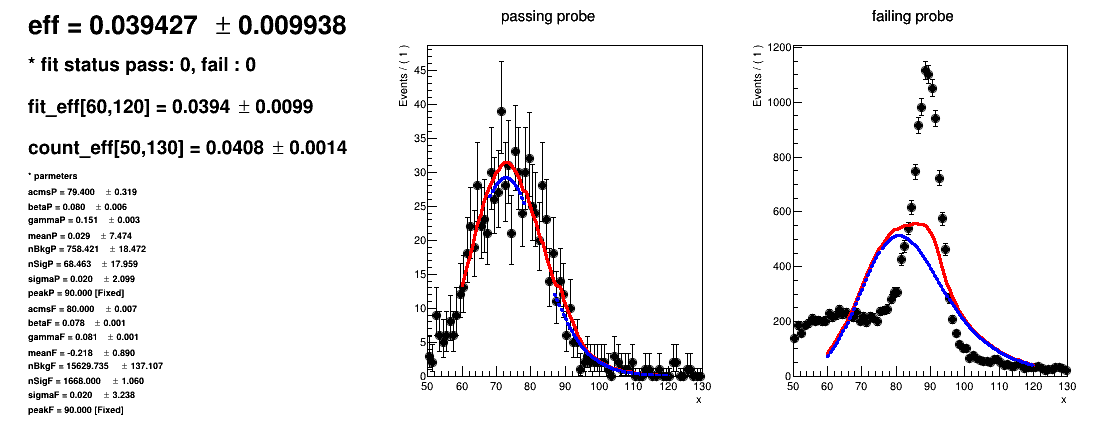 eff = 0.039427 ± 0.009938
* fit status pass: 0, fail : 0
fit_eff[60,120] = 0.0394 ± 0.0099
count_eff[50,130] = 0.0408 ± 0.0014
* parmeters
acmsP = 79.400 ± 0.319
betaP = 0.080 ± 0.006
gammaP = 0.151 ± 0.003
meanP = 0.029 ± 7.474
nBkgP = 758.421 ± 18.472
nSigP = 68.463 ± 17.959
sigmaP = 0.020 ± 2.099
peakP = 90.000 [Fixed]
acmsF = 80.000 ± 0.007
betaF = 0.078 ± 0.001
gammaF = 0.081 ± 0.001
meanF = -0.218 ± 0.890
nBkgF = 15629.735 ± 137.107
nSigF = 1668.000 ± 1.060
sigmaF = 0.020 ± 3.238
peakF = 90.000 [Fixed]
passing probe
Events / ( 1 )
45
40
35
30
25
20
15
10
5
0
50 60 70 80 90 100 110 120 130
x
failing probe
Events / ( 1 )
1200
1000
800
600
400
200
0
50 60 70 80 90 100 110 120 130
x